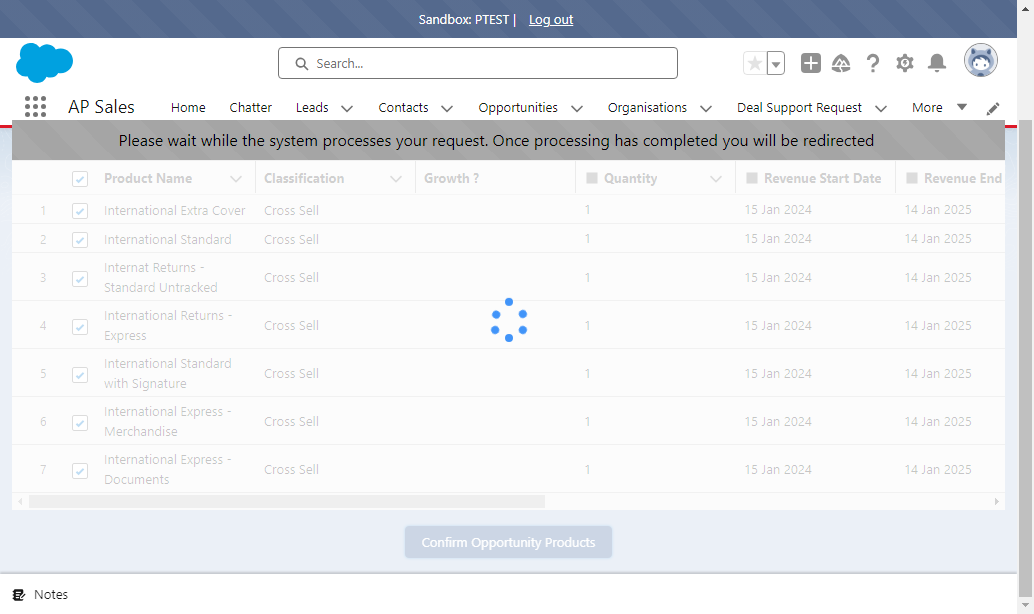 Sandbox: PTEST | Log out
Search...
AP Sales Home Chatter Leads Contacts Opportunities Organisations Deal Support Request More
Please wait while the system processes your request. Once processing has completed you will be redirected
Product Name Classification Growth ? Quantity Revenue Start Date Revenue End
1 International Extra Cover Cross Sell 1 15 Jan 2024 14 Jan 2025
2 International Standard Cross Sell 1 15 Jan 2024 14 Jan 2025
3 Internat Returns - Cross Sell 1 15 Jan 2024 14 Jan 2025
Standard Untracked
4 International Returns - Cross Sell 1 15 Jan 2024 14 Jan 2025
Express
5 International Standard Cross Sell 1 15 Jan 2024 14 Jan 2025
with Signature
6 International Express - Cross Sell 1 15 Jan 2024 14 Jan 2025
Merchandise
7 International Express - Cross Sell 1 15 Jan 2024 14 Jan 2025
Documents
Confirm Opportunity Products
Notes